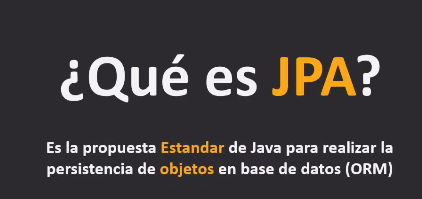 ¿Qué es JPA?
Es la propuesta Estandar de Java para realizar la
persistencia de objetos en base de datos (ORM)